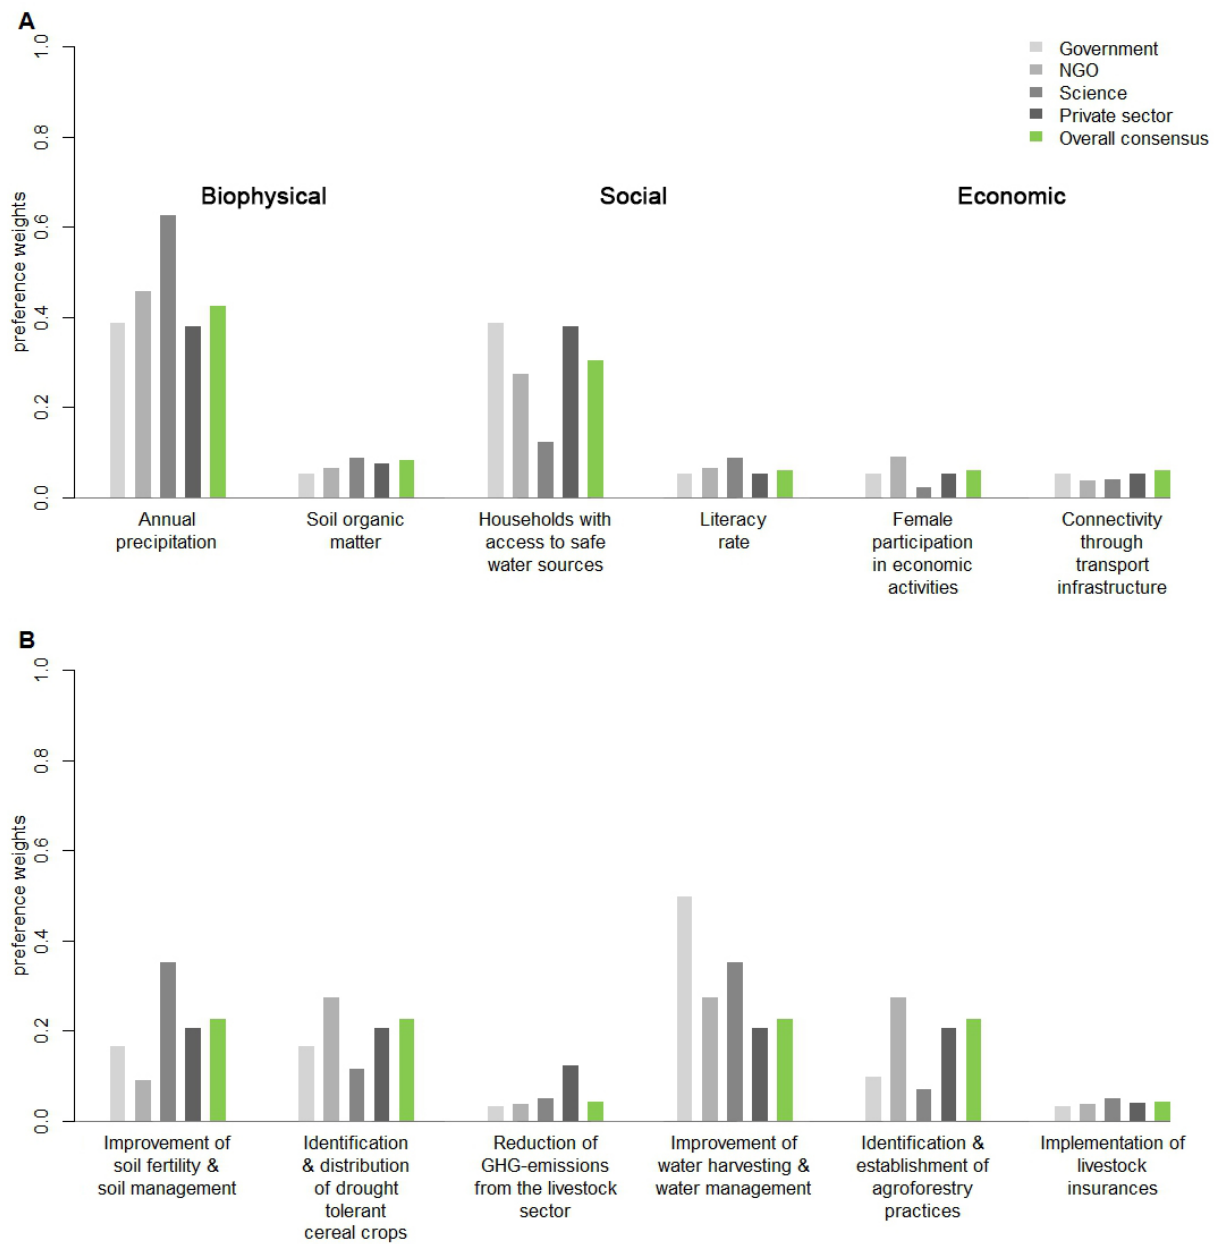 A
Government
NGO
Science
Private sector
Overall consensus
preference weights
1.0
0.8
0.6
0.4
0.2
0.0
Biophysical
Social
Economic
Annual
precipitation
Soil organic
matter
Households with
access to safe
water sources
Literacy
rate
Female
participation
in economic
activities
Connectivity
through
transport
infrastructure
B
preference weights
1.0
0.8
0.6
0.4
0.2
0.0
Improvement of
soil fertility &
soil management
Identification
& distribution
of drought
tolerant
cereal crops
Reduction of
GHG-emissions
from the livestock
sector
Improvement of
water harvesting &
water management
Identification &
establishment of
agroforestry
practices
Implementation of
livestock
insurances